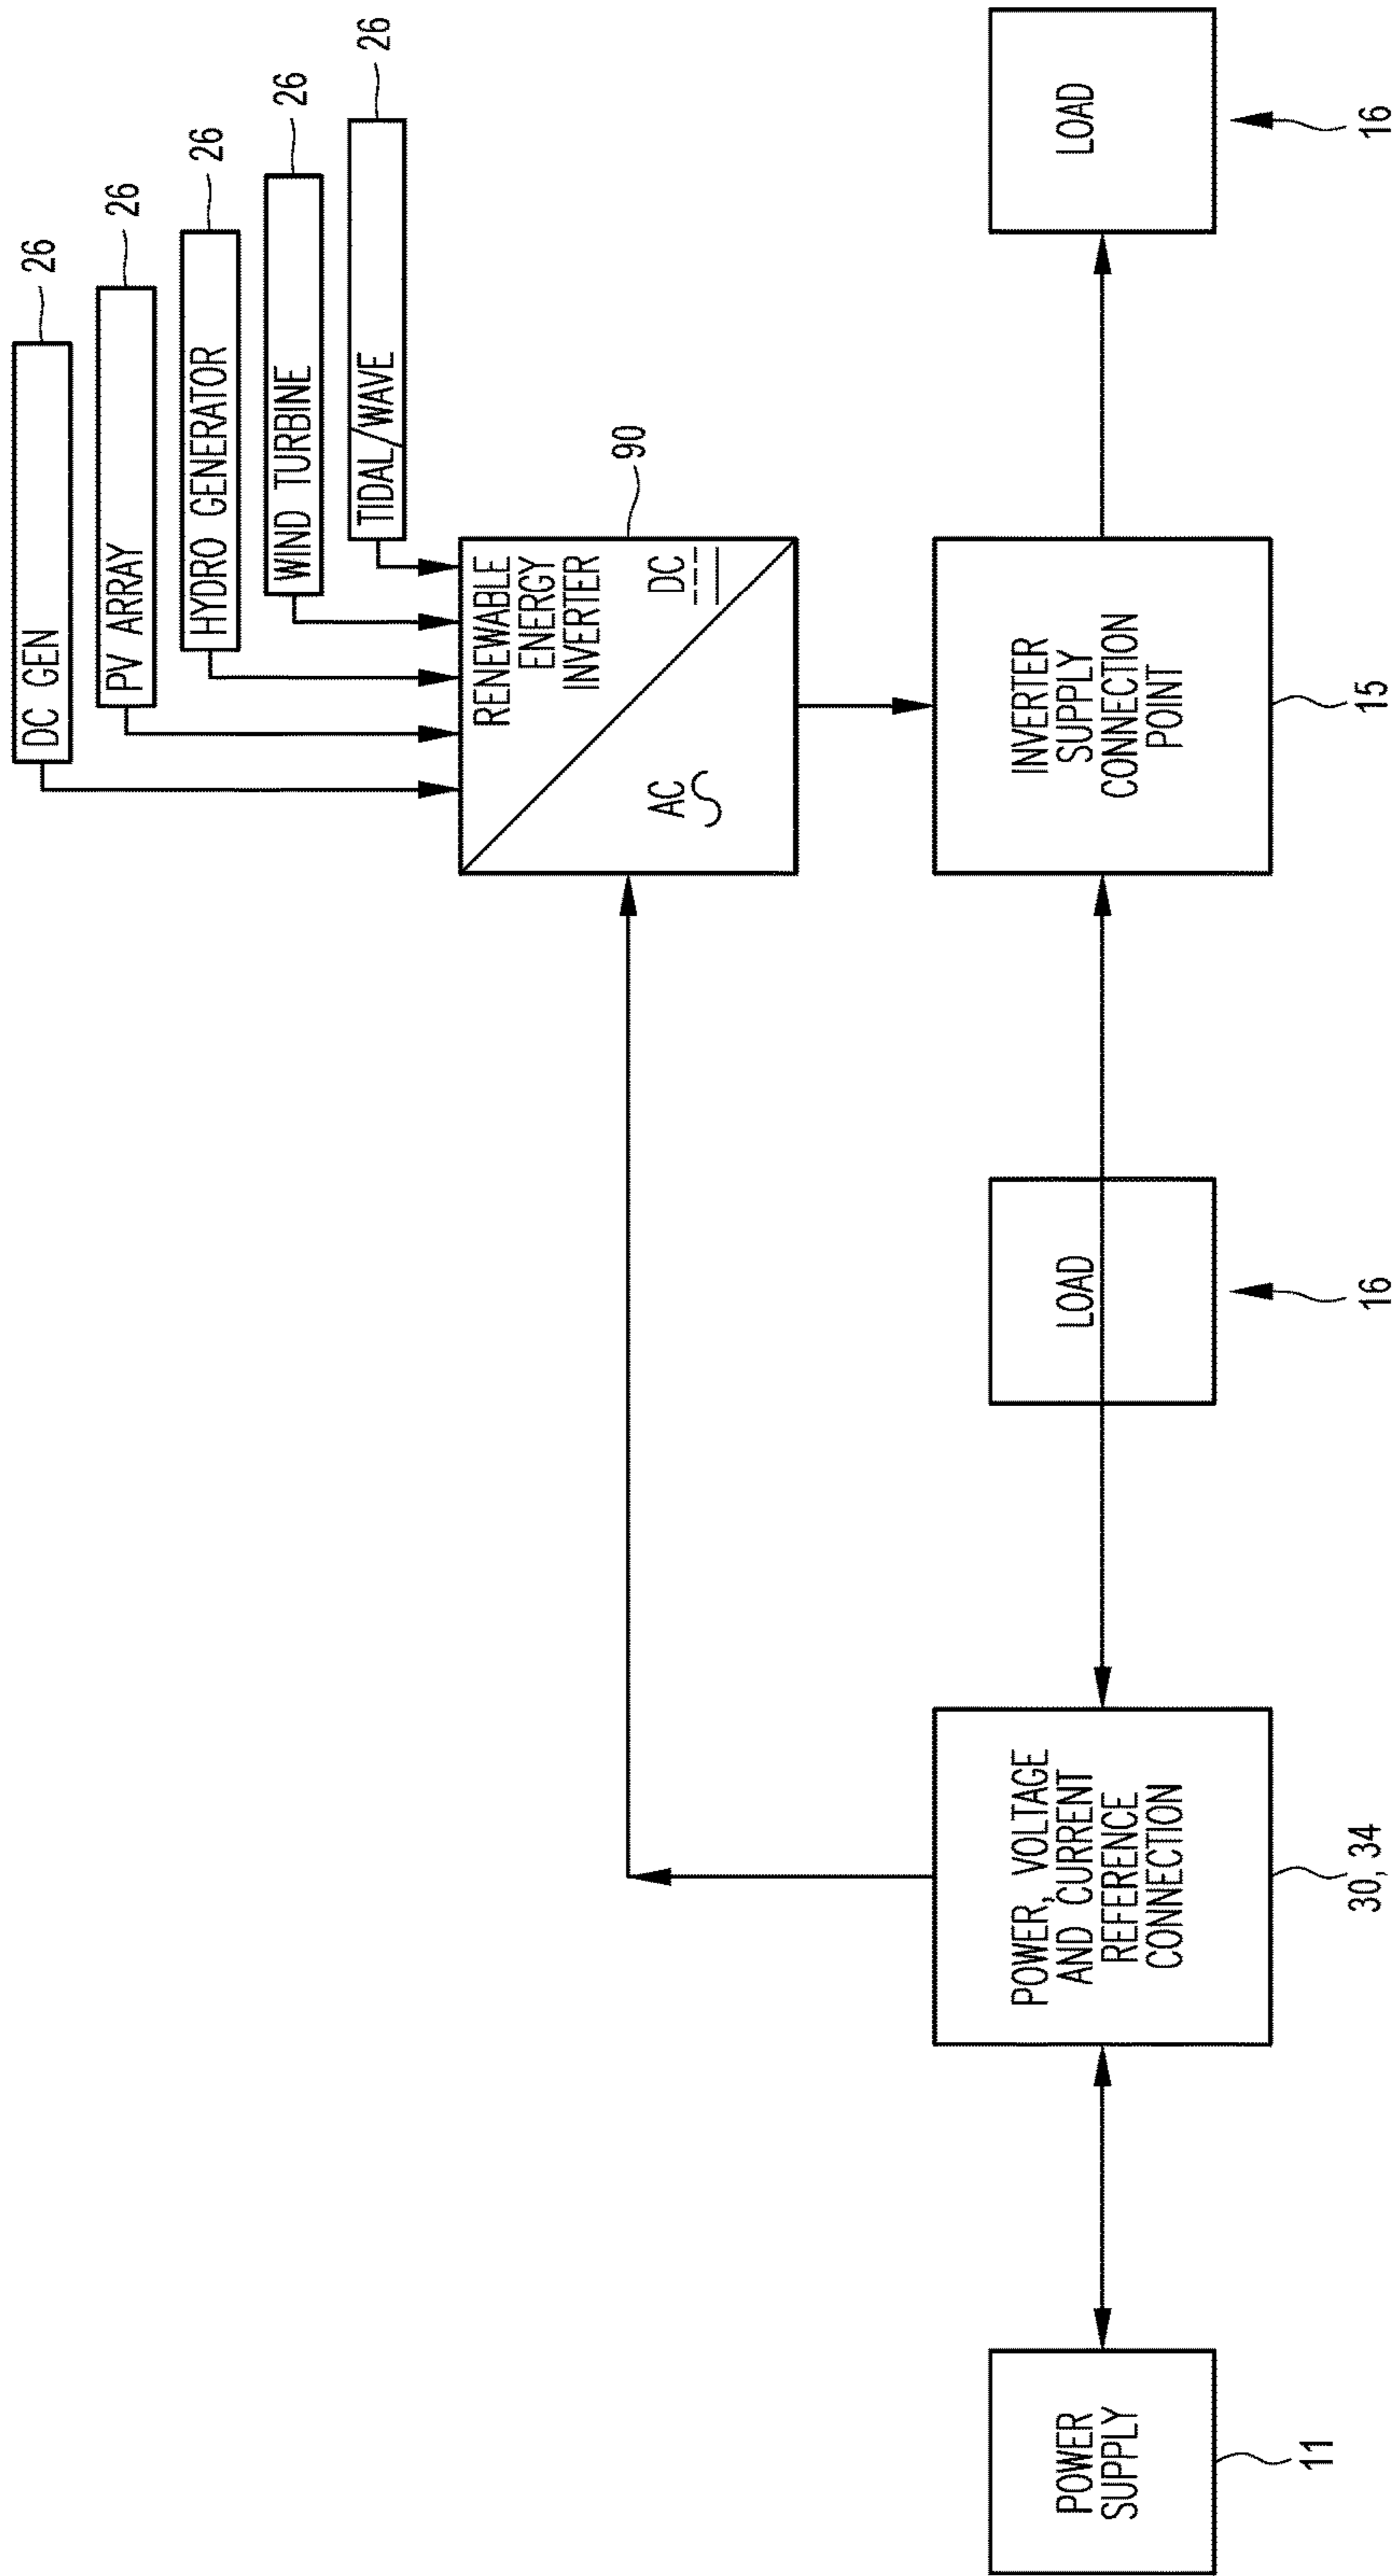 DC GEN
26
PV ARRAY
26
HYDRO GENERATOR
26
WIND TURBINE
26
TIDAL/WAVE
26
RENEWABLE
ENERGY
INVERTER
DC
AC
90
POWER
SUPPLY
11
POWER, VOLTAGE
AND CURRENT
REFERENCE
CONNECTION
30, 34
LOAD
16
INVERTER
SUPPLY
CONNECTION
POINT
15
LOAD
16